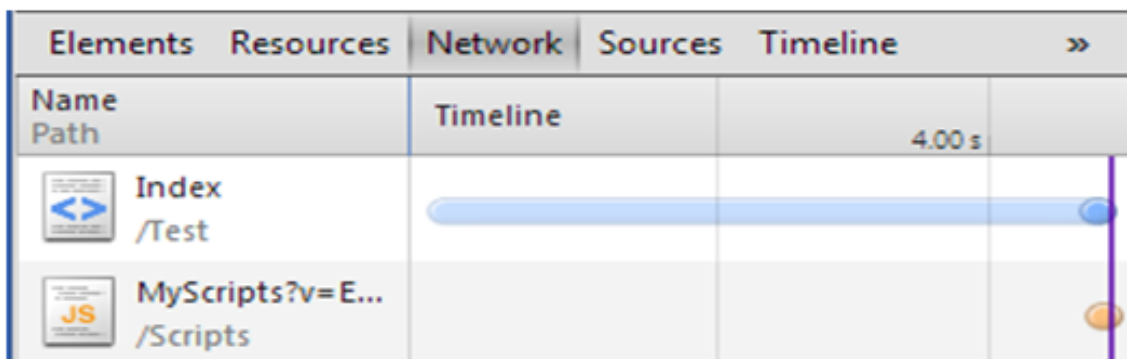 Elements Resources Network Sources Timeline »
Name
Path
Timeline
4.00 s
<>
Index
/Test
JS
MyScripts?v=E...
/Scripts